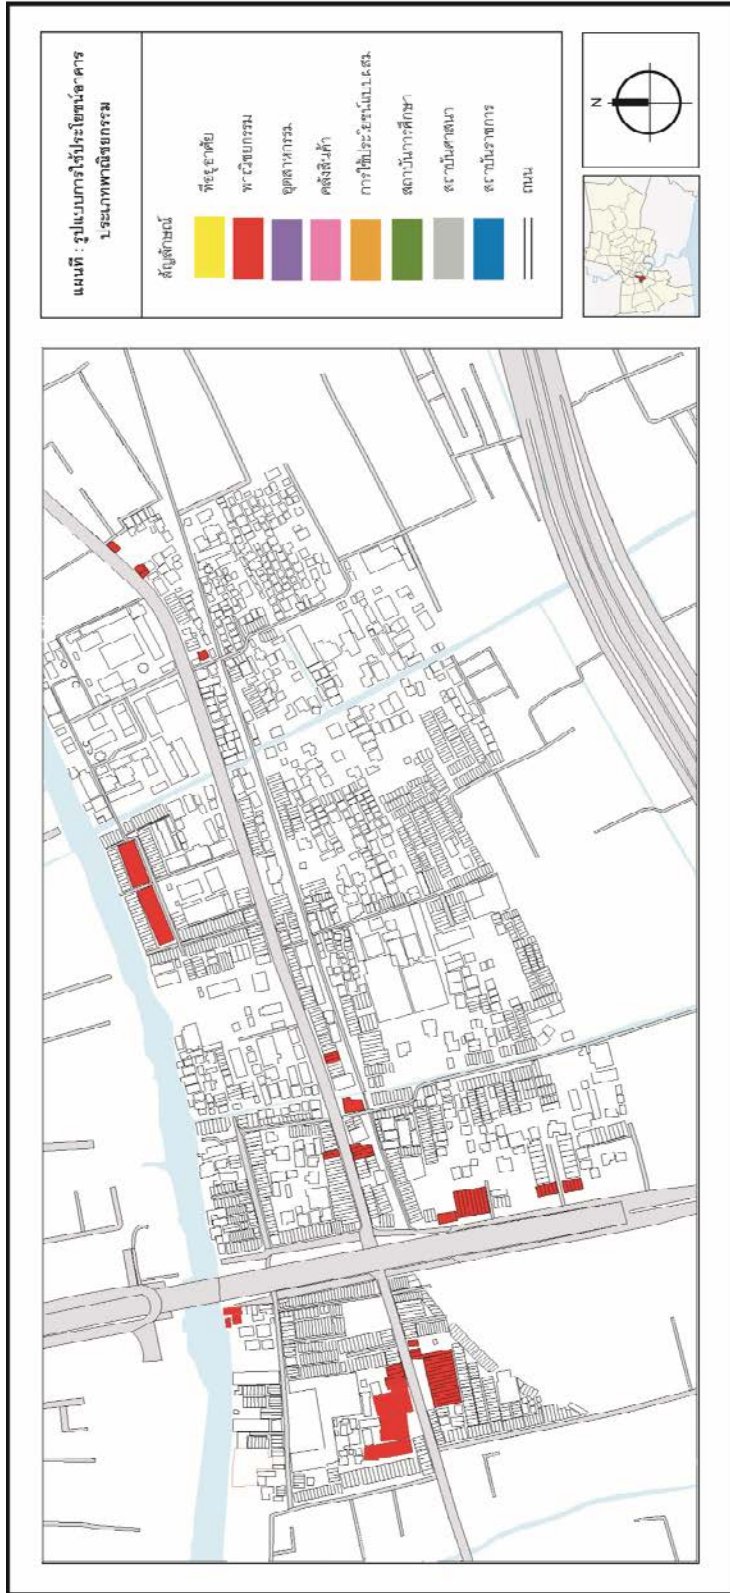 แผนที่ : รูปแบบการใช้ประโยชน์อาคาร
ประเภทพาณิชยกรรม
สัญลักษณ์
ที่อยู่อาศัย
พาณิชยกรรม
อุตสาหกรรม
คลังสินค้า
การใช้ประโยชน์แบบผสม
สถาบันการศึกษา
สถาบันศาสนา
สถาบันราชการ
ถนน
N